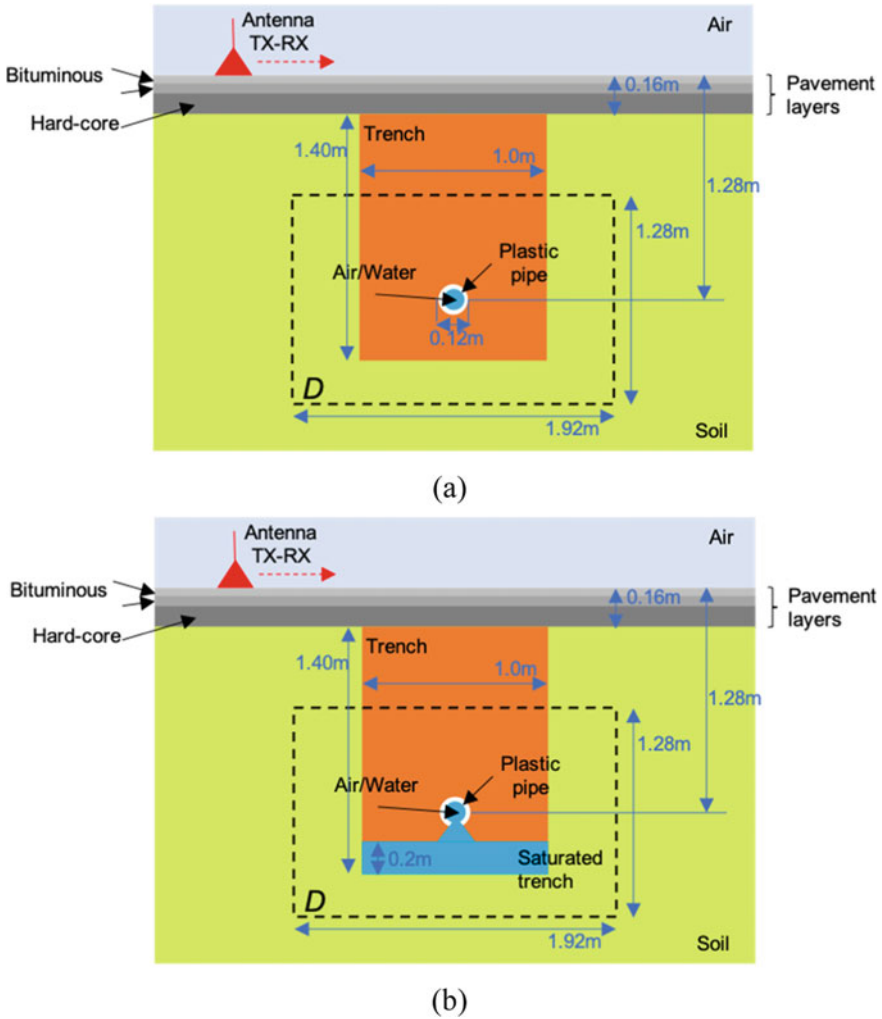 Antenna
TX-RX
Air
Bituminous
0.16m
Pavement
layers
Hard-core
Trench
1.40m
1.0m
1.28m
1.28m
Plastic
pipe
Air/Water
0.12m
D
1.92m
Soil
(a)
Antenna
TX-RX
Air
Bituminous
0.16m
Pavement
layers
Hard-core
Trench
1.40m
1.0m
1.28m
1.28m
Plastic
pipe
Air/Water
0.2m
Saturated
trench
D
1.92m
Soil
(b)